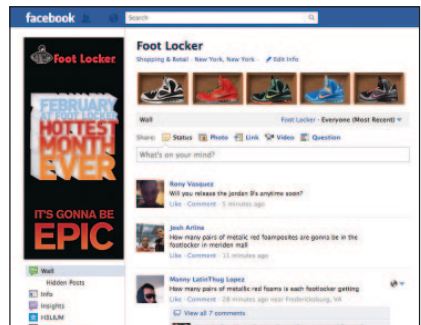 facebook
Search
Foot Locker
FEBRUARY
AT FOOT LOCKER
HOTTEST
MONTH
EVER
IT'S GONNA BE
EPIC
Wall
Hidden Posts
Info
Insights
H3LIUM
Foot Locker
Shopping & Retail · New York, New York · Edit Info
Wall
Foot Locker · Everyone (Most Recent)
Share: Status Photo Link Video Question
What's on your mind?
Rony Vasquez
Will you release the jordan 9's anytime soon?
Like · Comment · 5 minutes ago
Josh Arline
How many pairs of metalic red foamposites are gonna be in the
footlocker in meriden mall
Like · Comment · 21 minutes ago
Manny LatinThug Lopez
How many pairs of metallic red foams is each footlocker getting
Like · Comment · 28 minutes ago near Fredericksburg, VA
View all 7 comments